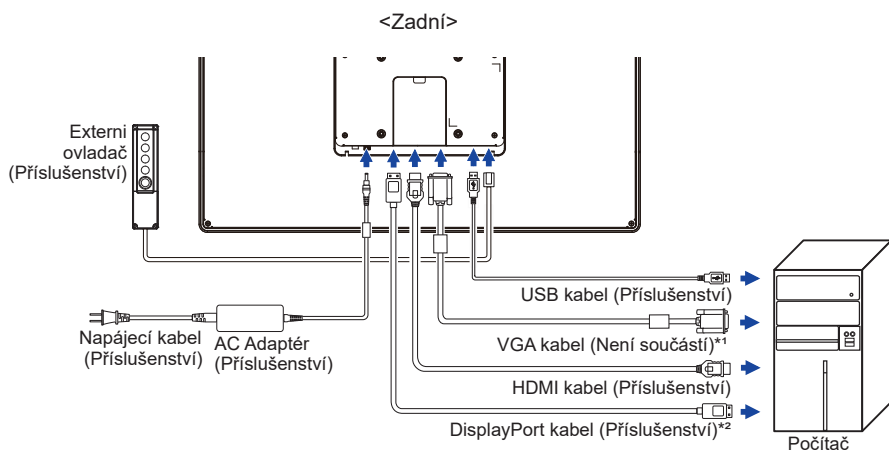 <Zadní>
Externi
ovladač
(Příslušenství)
USB kabel (Příslušenství)
Napájecí kabel
(Příslušenství)
AC Adaptér
(Příslušenství)
VGA kabel (Není součástí)*¹
HDMI kabel (Příslušenství)
DisplayPort kabel (Příslušenství)*²
Počítač